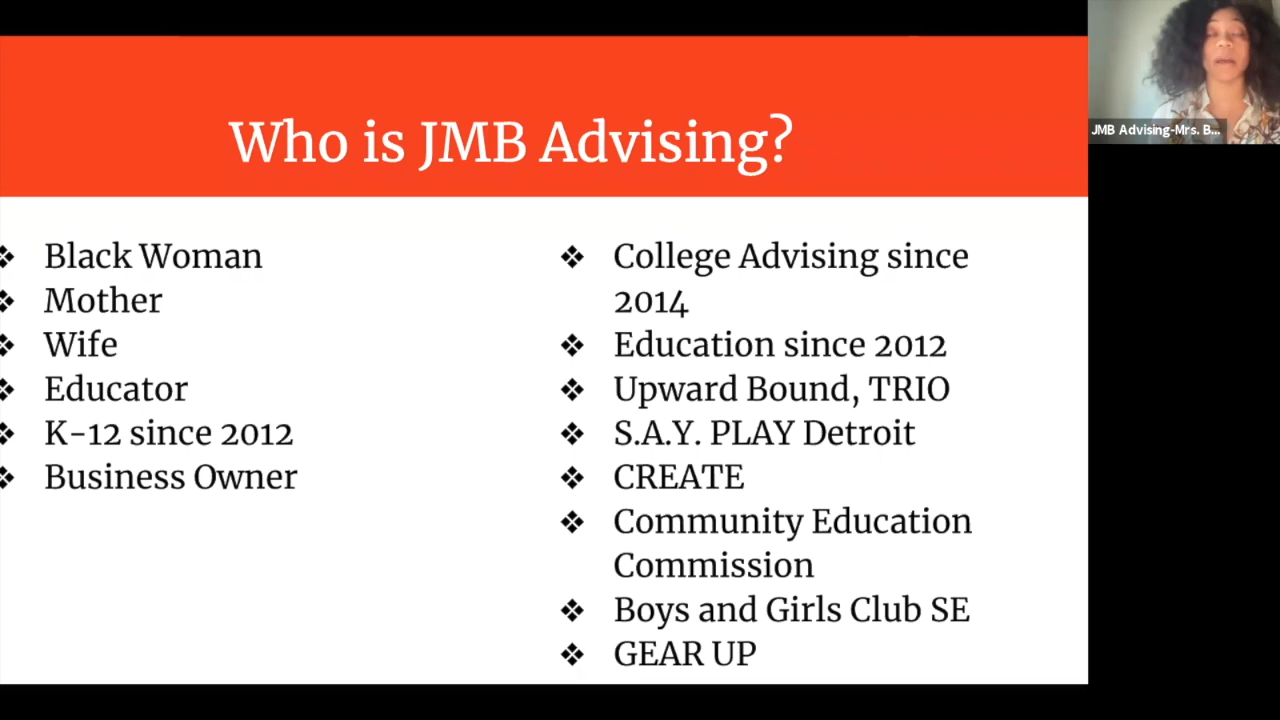 Who is JMB Advising?
JMB Advising-Mrs. B...
❖ Black Woman
❖ Mother
❖ Wife
❖ Educator
❖ K-12 since 2012
❖ Business Owner
❖ College Advising since
2014
❖ Education since 2012
❖ Upward Bound, TRIO
❖ S.A.Y. PLAY Detroit
❖ CREATE
❖ Community Education
Commission
❖ Boys and Girls Club SE
❖ GEAR UP